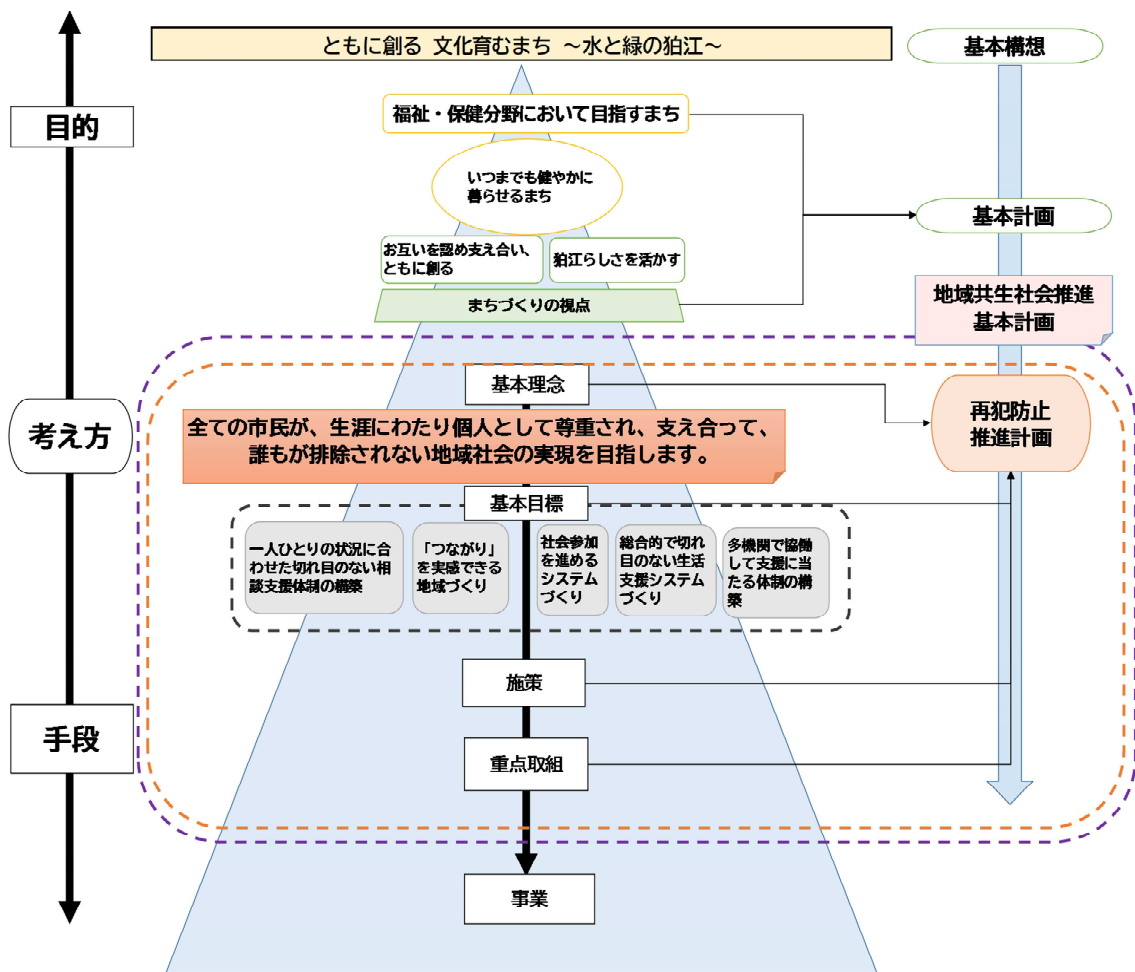 ともに創る 文化育むまち ～水と緑の狛江～
基本構想
目的
福祉・保健分野において目指すまち
いつまでも健やかに
暮らせるまち
基本計画
お互いを認め支え合い、
ともに創る
狛江らしさを活かす
まちづくりの視点
地域共生社会推進
基本計画
考え方
基本理念
再犯防止
推進計画
全ての市民が、生涯にわたり個人として尊重され、支え合って、
誰もが排除されない地域社会の実現を目指します。
基本目標
一人ひとりの状況に合
わせた切れ目のない相
談支援体制の構築
「つながり」
を実感できる
地域づくり
社会参加
を進める
システム
づくり
総合的で切れ
目のない生活
支援システム
づくり
多機関で協働
して支援に当
たる体制の構
築
施策
手段
重点取組
事業